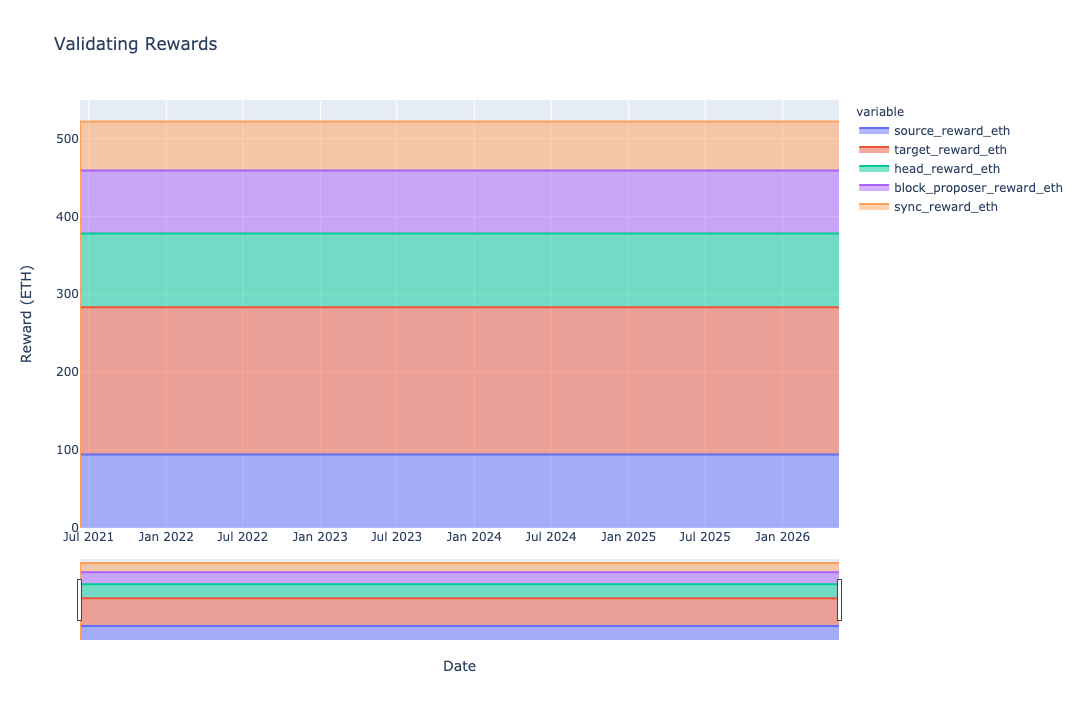 Validating Rewards
variable
source_reward_eth
target_reward_eth
head_reward_eth
block_proposer_reward_eth
sync_reward_eth
Reward (ETH)
500
400
300
200
100
0
Jul 2021 Jan 2022 Jul 2022 Jan 2023 Jul 2023 Jan 2024 Jul 2024 Jan 2025 Jul 2025 Jan 2026
Date